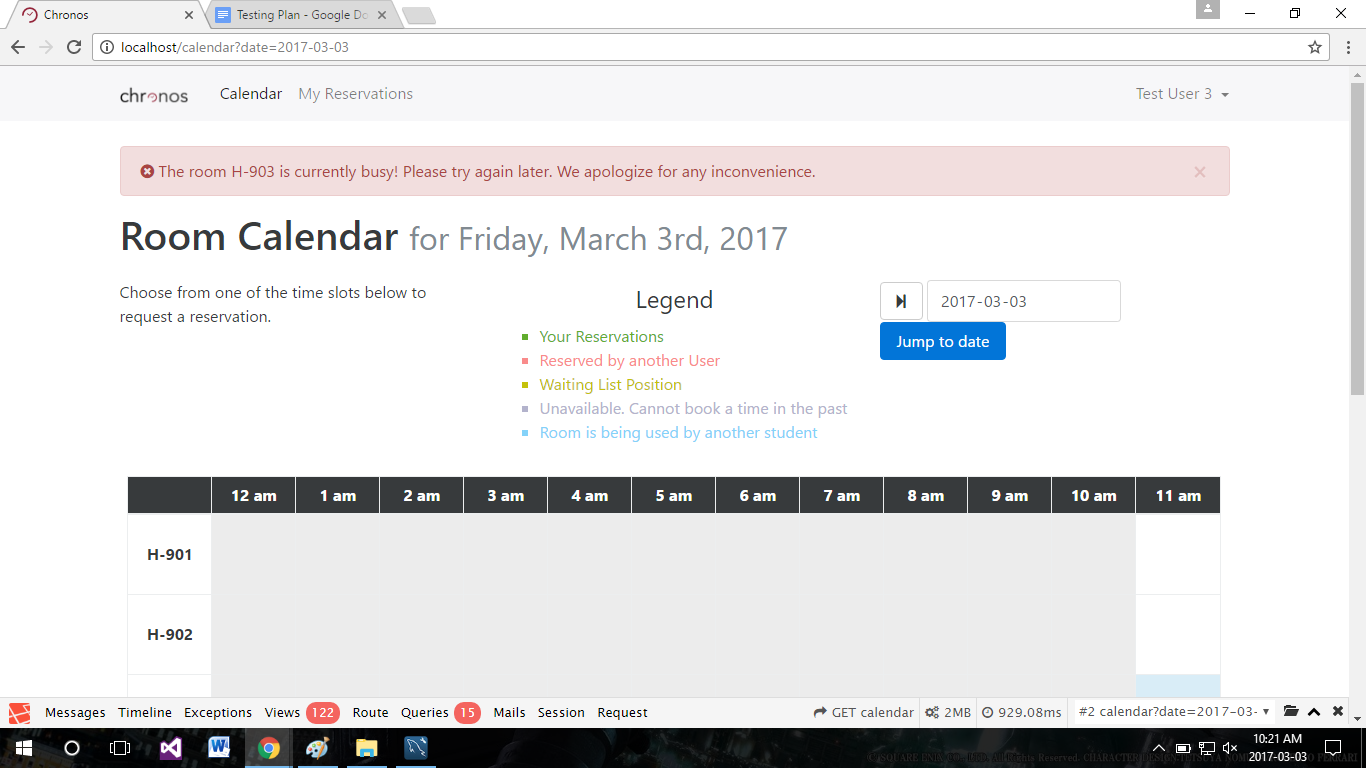 Chronos
Testing Plan - Google Do
localhost/calendar?date=2017-03-03
chronos Calendar My Reservations Test User 3
The room H-903 is currently busy! Please try again later. We apologize for any inconvenience. ×
Room Calendar for Friday, March 3rd, 2017
Choose from one of the time slots below to
request a reservation.
Legend
Your Reservations
Reserved by another User
Waiting List Position
Unavailable. Cannot book a time in the past
Room is being used by another student
2017-03-03
Jump to date
12 am 1 am 2 am 3 am 4 am 5 am 6 am 7 am 8 am 9 am 10 am 11 am
H-901
H-902
Messages Timeline Exceptions Views 122 Route Queries 15 Mails Session Request GET calendar 2MB 929.08ms #2 calendar?date=2017-03-
10:21 AM
2017-03-03